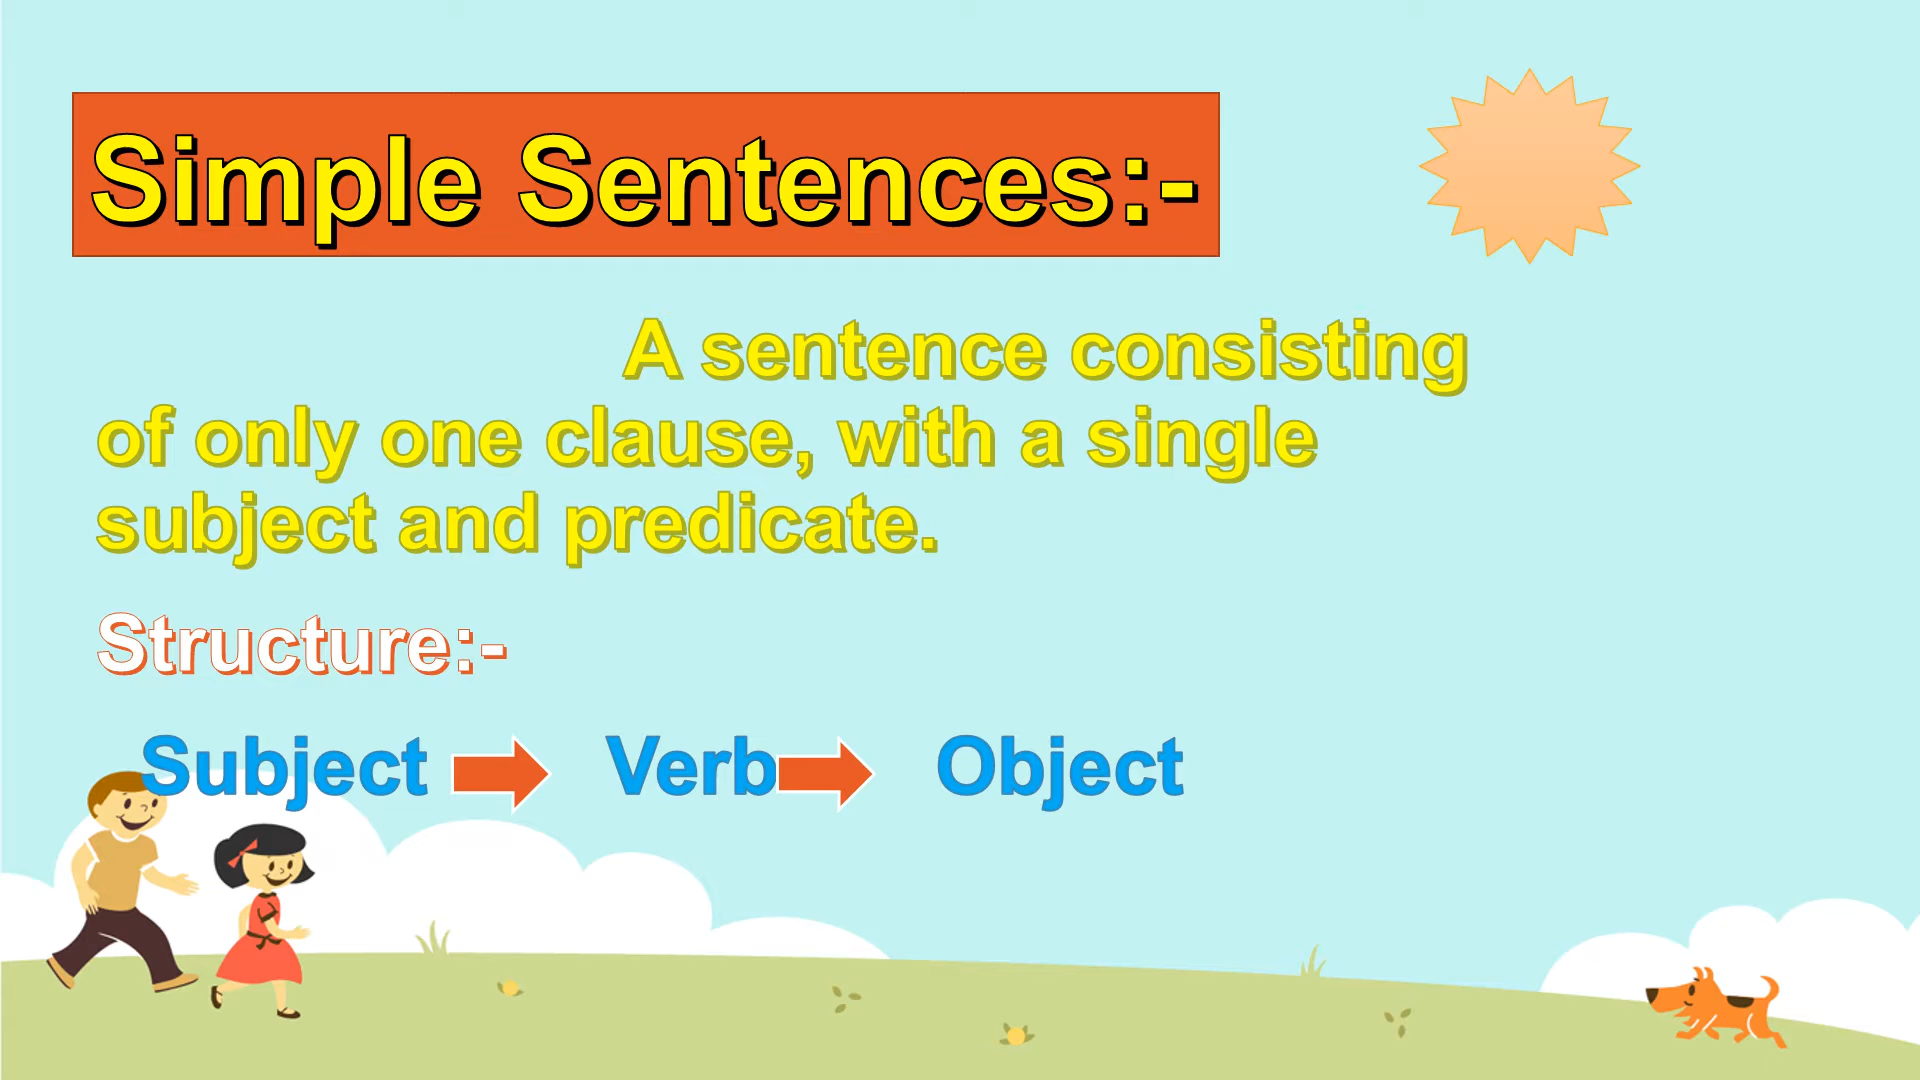 Simple Sentences:-
A sentence consisting
of only one clause, with a single
subject and predicate.
Structure:-
Subject Verb Object